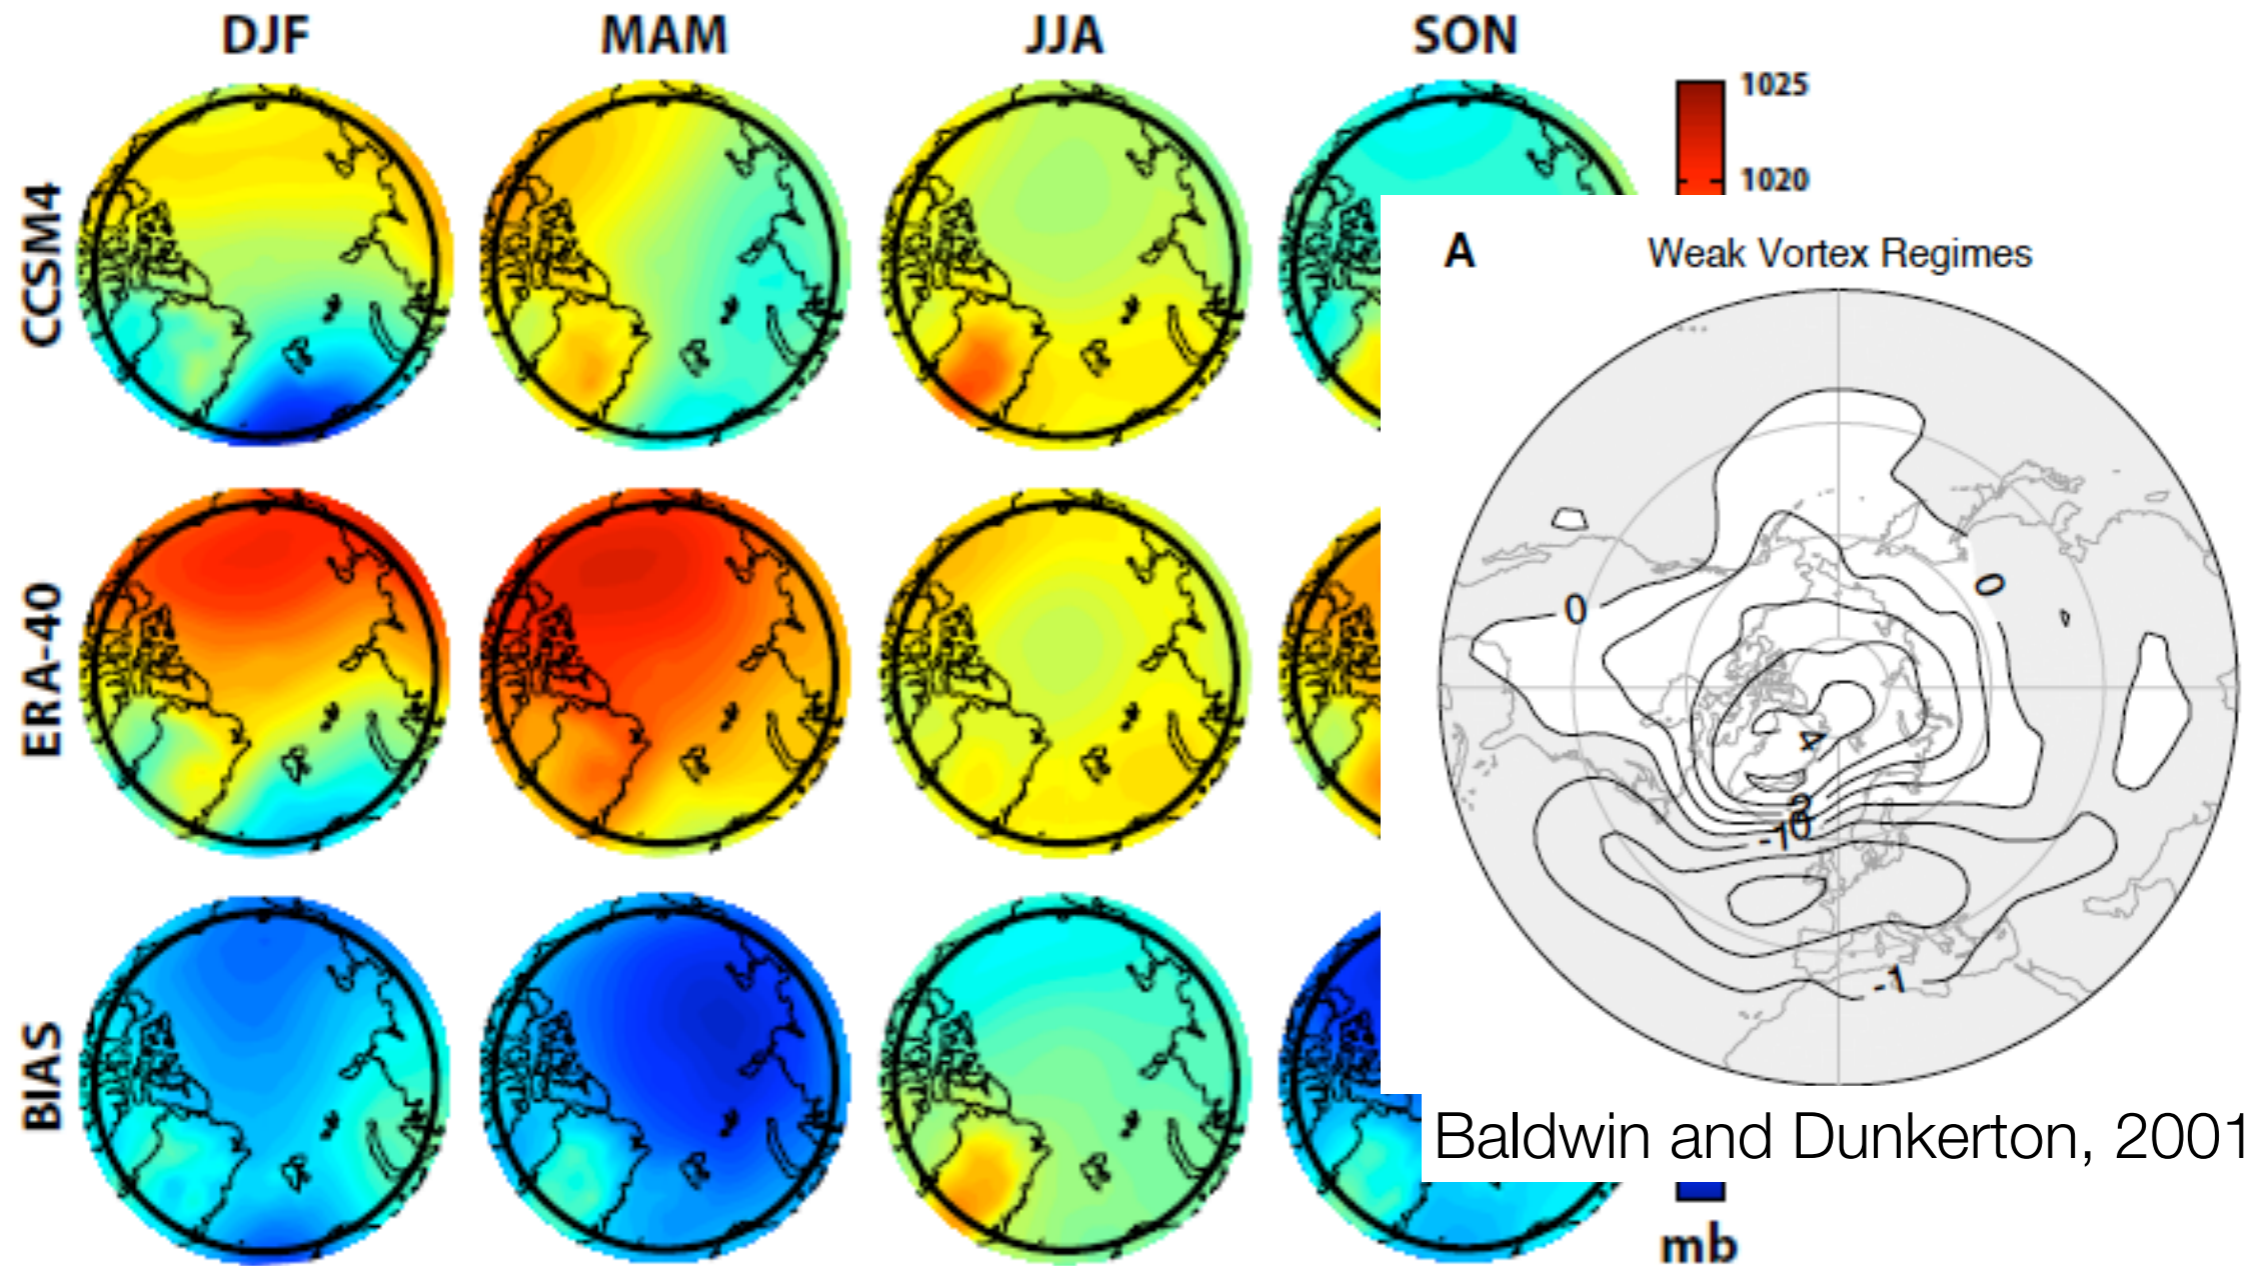 DJF MAM JJA SON
CCSM4
ERA-40
BIAS
1025
1020
mb
A Weak Vortex Regimes
0
0
4
-1
Baldwin and Dunkerton, 2001